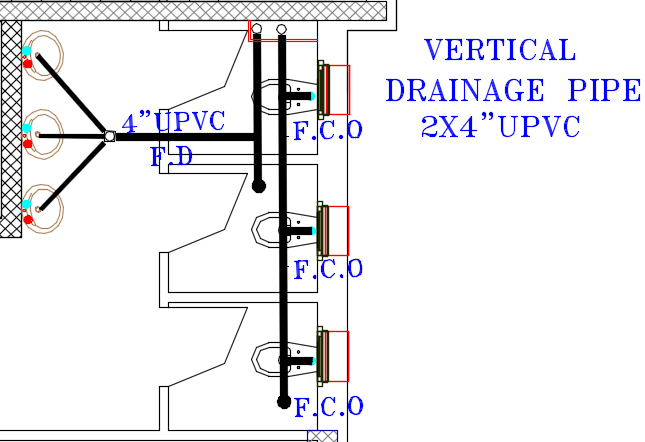 VERTICAL
DRAINAGE PIPE
2X4"UPVC
4"UPVC
F.D
F.C.O
F.C.O
F.C.O